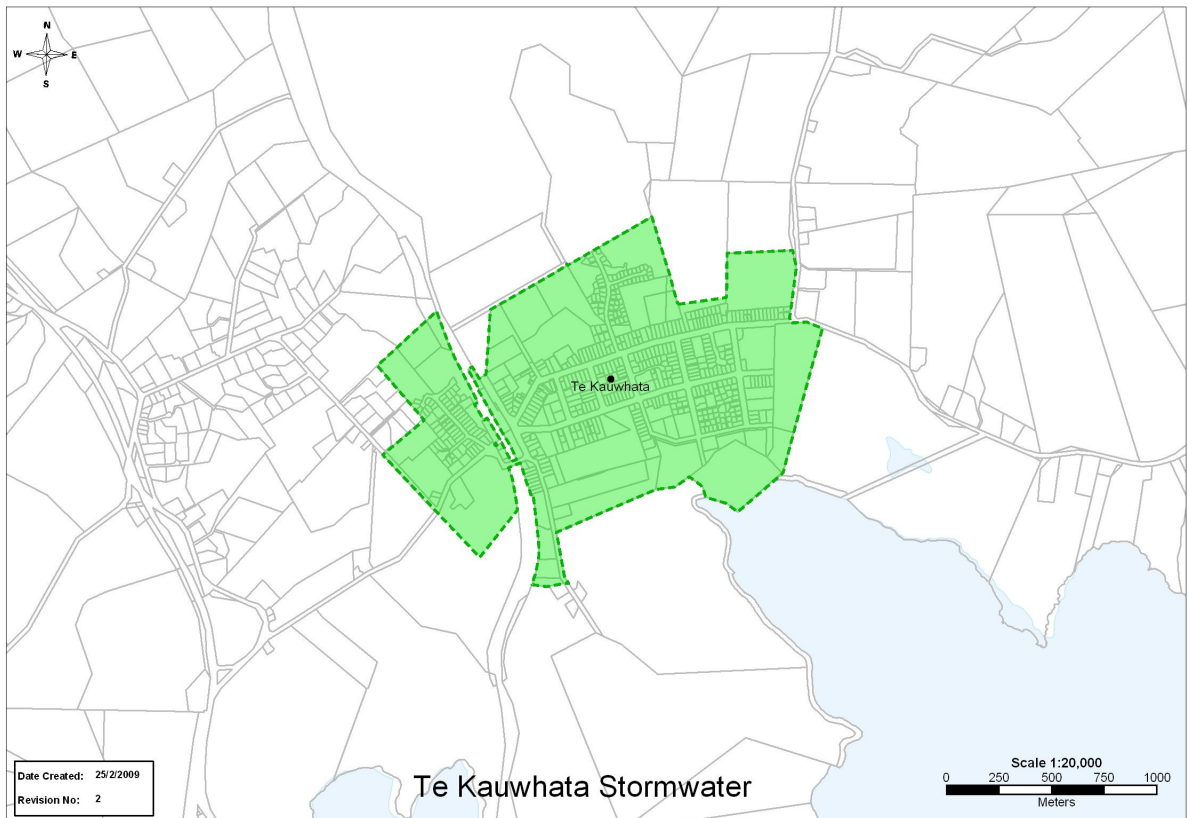 N
W E
S
Te Kauwhata
Date Created: 25/2/2009
Revision No: 2
Te Kauwhata Stormwater
Scale 1:20,000
0 250 500 750 1000
Meters